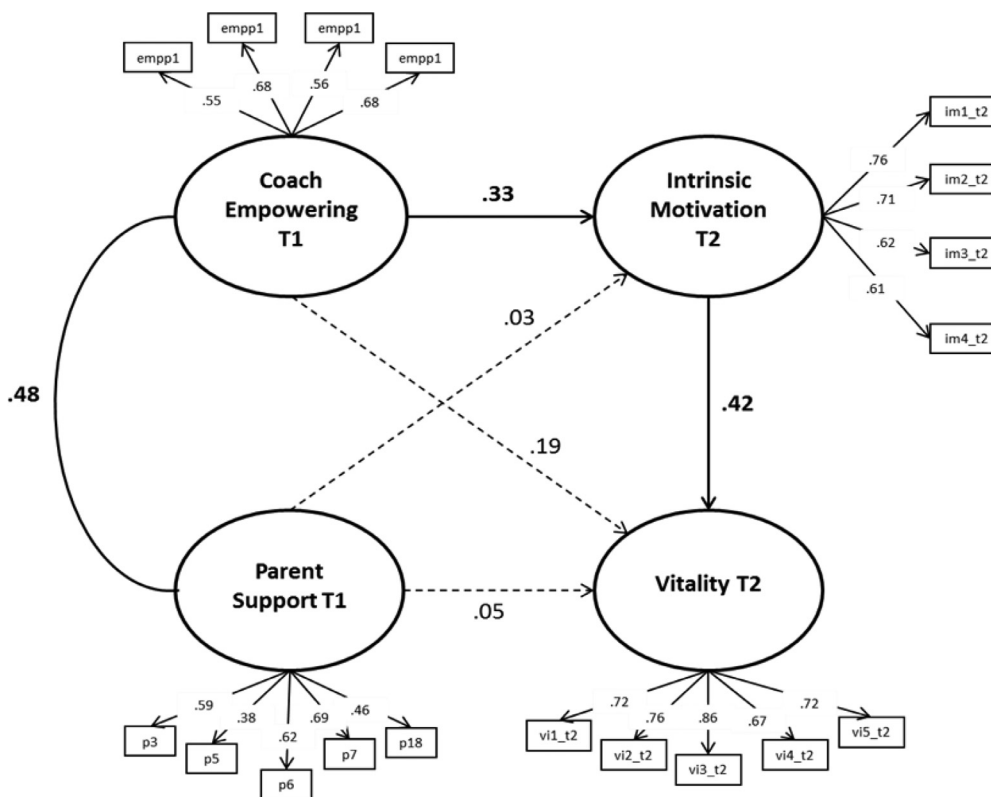 empp1
empp1
empp1
empp1
.55
.68
.56
.68
Coach
Empowering
T1
.33
Intrinsic
Motivation
T2
im1_t2
im2_t2
im3_t2
im4_t2
.76
.71
.62
.61
.48
.03
.19
.42
Parent
Support T1
.05
Vitality T2
.59
.38
.62
.69
.46
p3
p5
p6
p7
p18
.72
.76
.86
.67
.72
vi1_t2
vi2_t2
vi3_t2
vi4_t2
vi5_t2